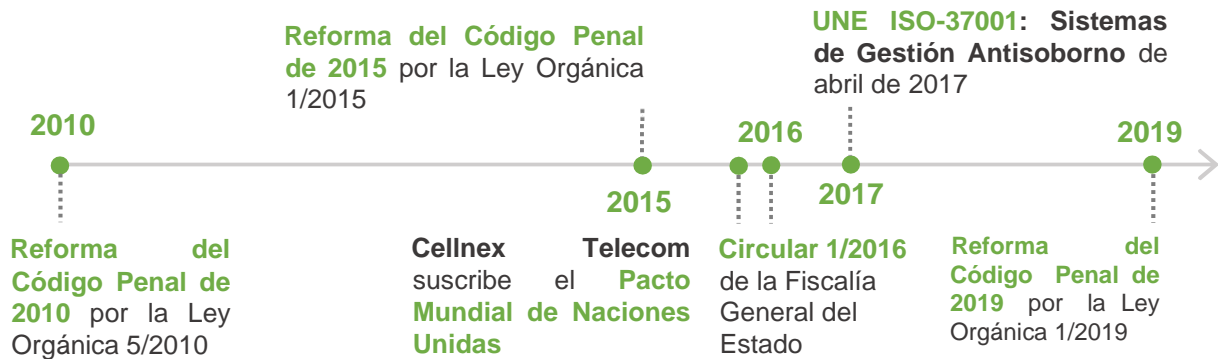 2010
Reforma del
Código Penal de
2010 por la Ley
Orgánica 5/2010
Reforma del Código Penal
de 2015 por la Ley Orgánica
1/2015
2015
Cellnex Telecom
suscribe el Pacto
Mundial de Naciones
Unidas
2016
Circular 1/2016
de la Fiscalía
General del
Estado
UNE ISO-37001: Sistemas
de Gestión Antisoborno de
abril de 2017
2017
2019
Reforma del
Código Penal de
2019 por la Ley
Orgánica 1/2019